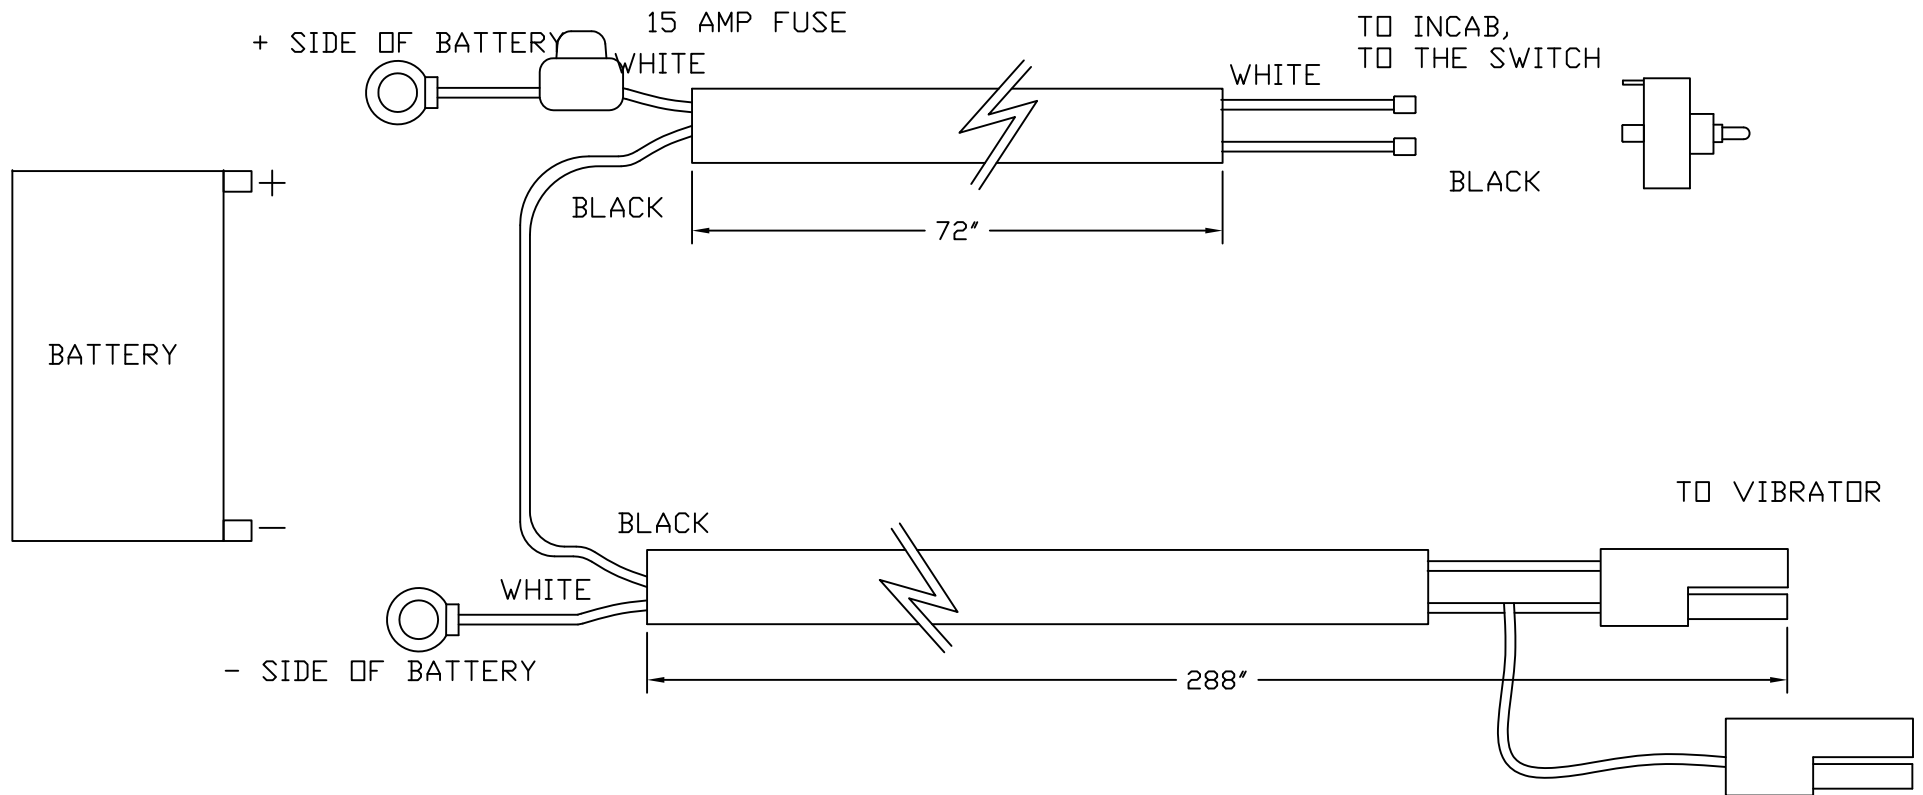 15 AMP FUSE
+ SIDE OF BATTERY
WHITE
WHITE
TO INCAB,
TO THE SWITCH
+
BLACK
BLACK
72"
BATTERY
TO VIBRATOR
BLACK
−
WHITE
- SIDE OF BATTERY
288"